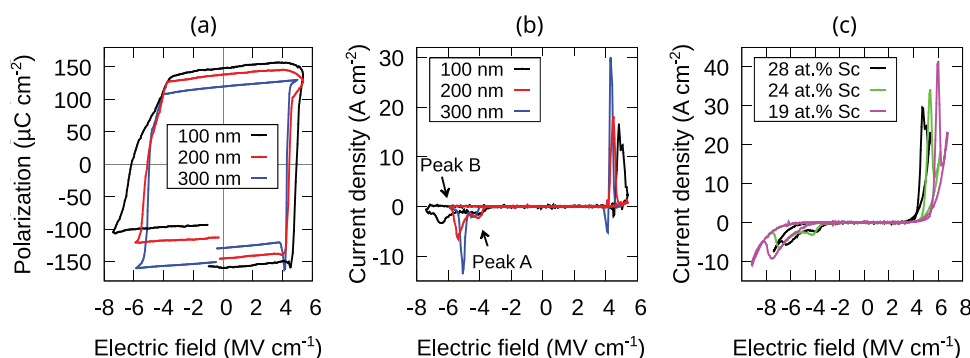 (a)
Polarization (µC cm⁻²)
150
100
50
0
-50
-100
-150
100 nm
200 nm
300 nm
-8 -6 -4 -2 0 2 4 6
Electric field (MV cm⁻¹)
(b)
Current density (A cm⁻²)
30
20
10
0
-10
100 nm
200 nm
300 nm
Peak B
Peak A
-8 -6 -4 -2 0 2 4 6
Electric field (MV cm⁻¹)
(c)
Current density (A cm⁻²)
40
30
20
10
0
-10
28 at.% Sc
24 at.% Sc
19 at.% Sc
-8 -6 -4 -2 0 2 4 6 8
Electric field (MV cm⁻¹)